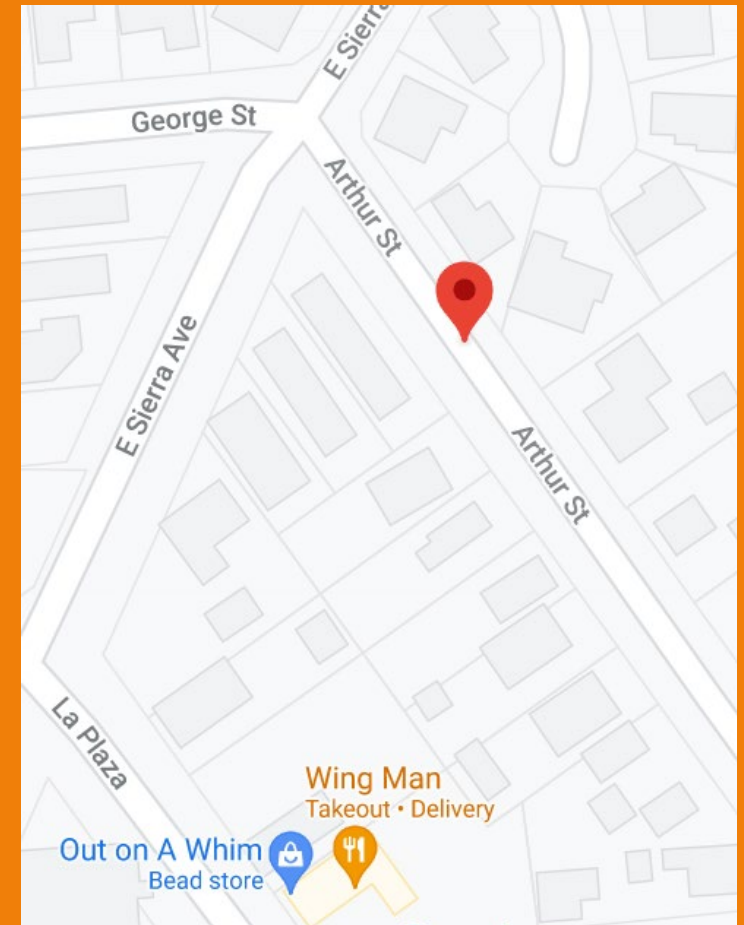 E Sierra
George St
Arthur St
E Sierra Ave
Arthur St
La Plaza
Wing Man
Takeout • Delivery
Out on A Whim
Bead store